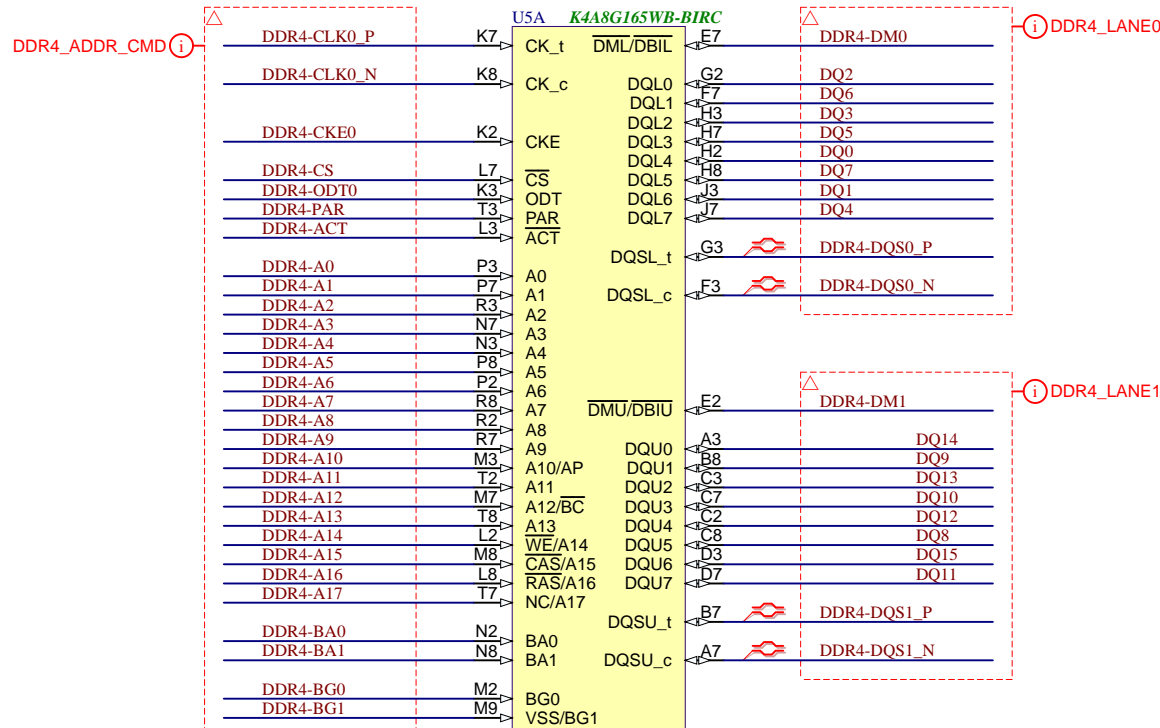 U5A K4A8G165WB-BIRC
DDR4_ADDR_CMD i
DDR4-CLK0_P K7 CK_t
DDR4-CLK0_N K8 CK_c
DDR4-CKE0 K2 CKE
DDR4-CS L7 CS
DDR4-ODT0 K3 ODT
DDR4-PAR T3 PAR
DDR4-ACT L3 ACT
DDR4-A0 P3 A0
DDR4-A1 P7 A1
DDR4-A2 R3 A2
DDR4-A3 N7 A3
DDR4-A4 N3 A4
DDR4-A5 P8 A5
DDR4-A6 P2 A6
DDR4-A7 R8 A7
DDR4-A8 R2 A8
DDR4-A9 R7 A9
DDR4-A10 M3 A10/AP
DDR4-A11 T2 A11
DDR4-A12 M7 A12/BC
DDR4-A13 T8 A13
DDR4-A14 L2 WE/A14
DDR4-A15 M8 CAS/A15
DDR4-A16 L8 RAS/A16
DDR4-A17 T7 NC/A17
DDR4-BA0 N2 BA0
DDR4-BA1 N8 BA1
DDR4-BG0 M2 BG0
DDR4-BG1 M9 VSS/BG1
i DDR4_LANE0
DML/DBIL E7 DDR4-DM0
DQL0 G2 DQ2
DQL1 F7 DQ6
DQL2 H3 DQ3
DQL3 H7 DQ5
DQL4 H2 DQ0
DQL5 H8 DQ7
DQL6 J3 DQ1
DQL7 J7 DQ4
DQSL_t G3 DDR4-DQS0_P
DQSL_c F3 DDR4-DQS0_N
i DDR4_LANE1
DMU/DBIU E2 DDR4-DM1
DQU0 A3 DQ14
DQU1 B8 DQ9
DQU2 C3 DQ13
DQU3 C7 DQ10
DQU4 C2 DQ12
DQU5 C8 DQ8
DQU6 D3 DQ15
DQU7 D7 DQ11
DQSU_t B7 DDR4-DQS1_P
DQSU_c A7 DDR4-DQS1_N